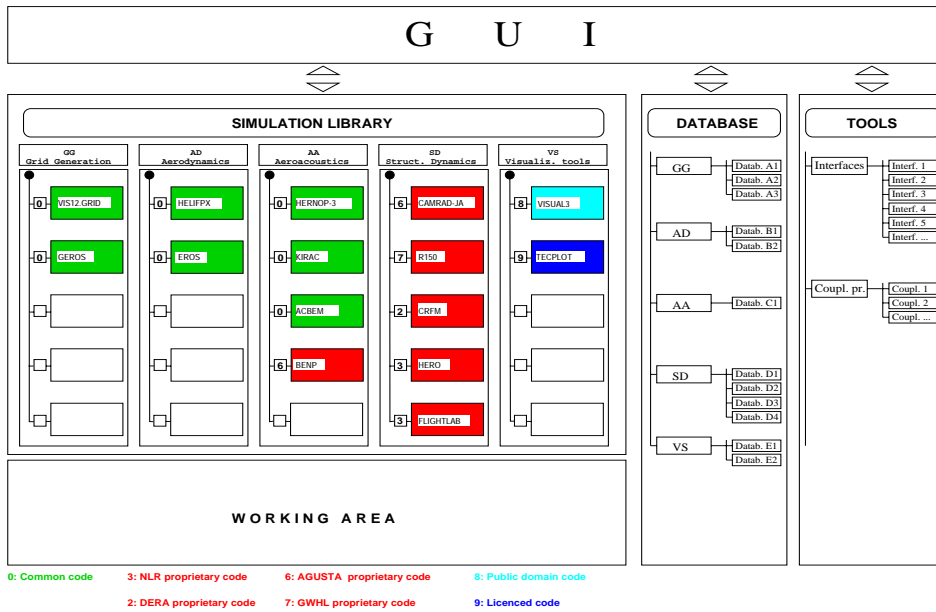 G U I
SIMULATION LIBRARY
DATABASE
TOOLS
GG
Grid Generation
AD
Aerodynamics
AA
Aeroacoustics
SD
Struct. Dynamics
VS
Visualiz. tools
0 VIS12.GRID
0 GEROS
0 HELIFPX
0 EROS
0 HERNOP-3
0 KIRAC
0 ACBEM
6 BENP
6 CAMRAD-JA
7 R150
2 CRFM
3 HERO
3 FLIGHTLAB
8 VISUAL3
9 TECPLOT
GG
Datab. A1
Datab. A2
Datab. A3
AD
Datab. B1
Datab. B2
AA
Datab. C1
SD
Datab. D1
Datab. D2
Datab. D3
Datab. D4
VS
Datab. E1
Datab. E2
Interfaces
Interf. 1
Interf. 2
Interf. 3
Interf. 4
Interf. 5
Interf. ...
Coupl. pr.
Coupl. 1
Coupl. 2
Coupl. ...
WORKING AREA
0: Common code
3: NLR proprietary code
6: AGUSTA proprietary code
8: Public domain code
2: DERA proprietary code
7: GWHL proprietary code
9: Licenced code